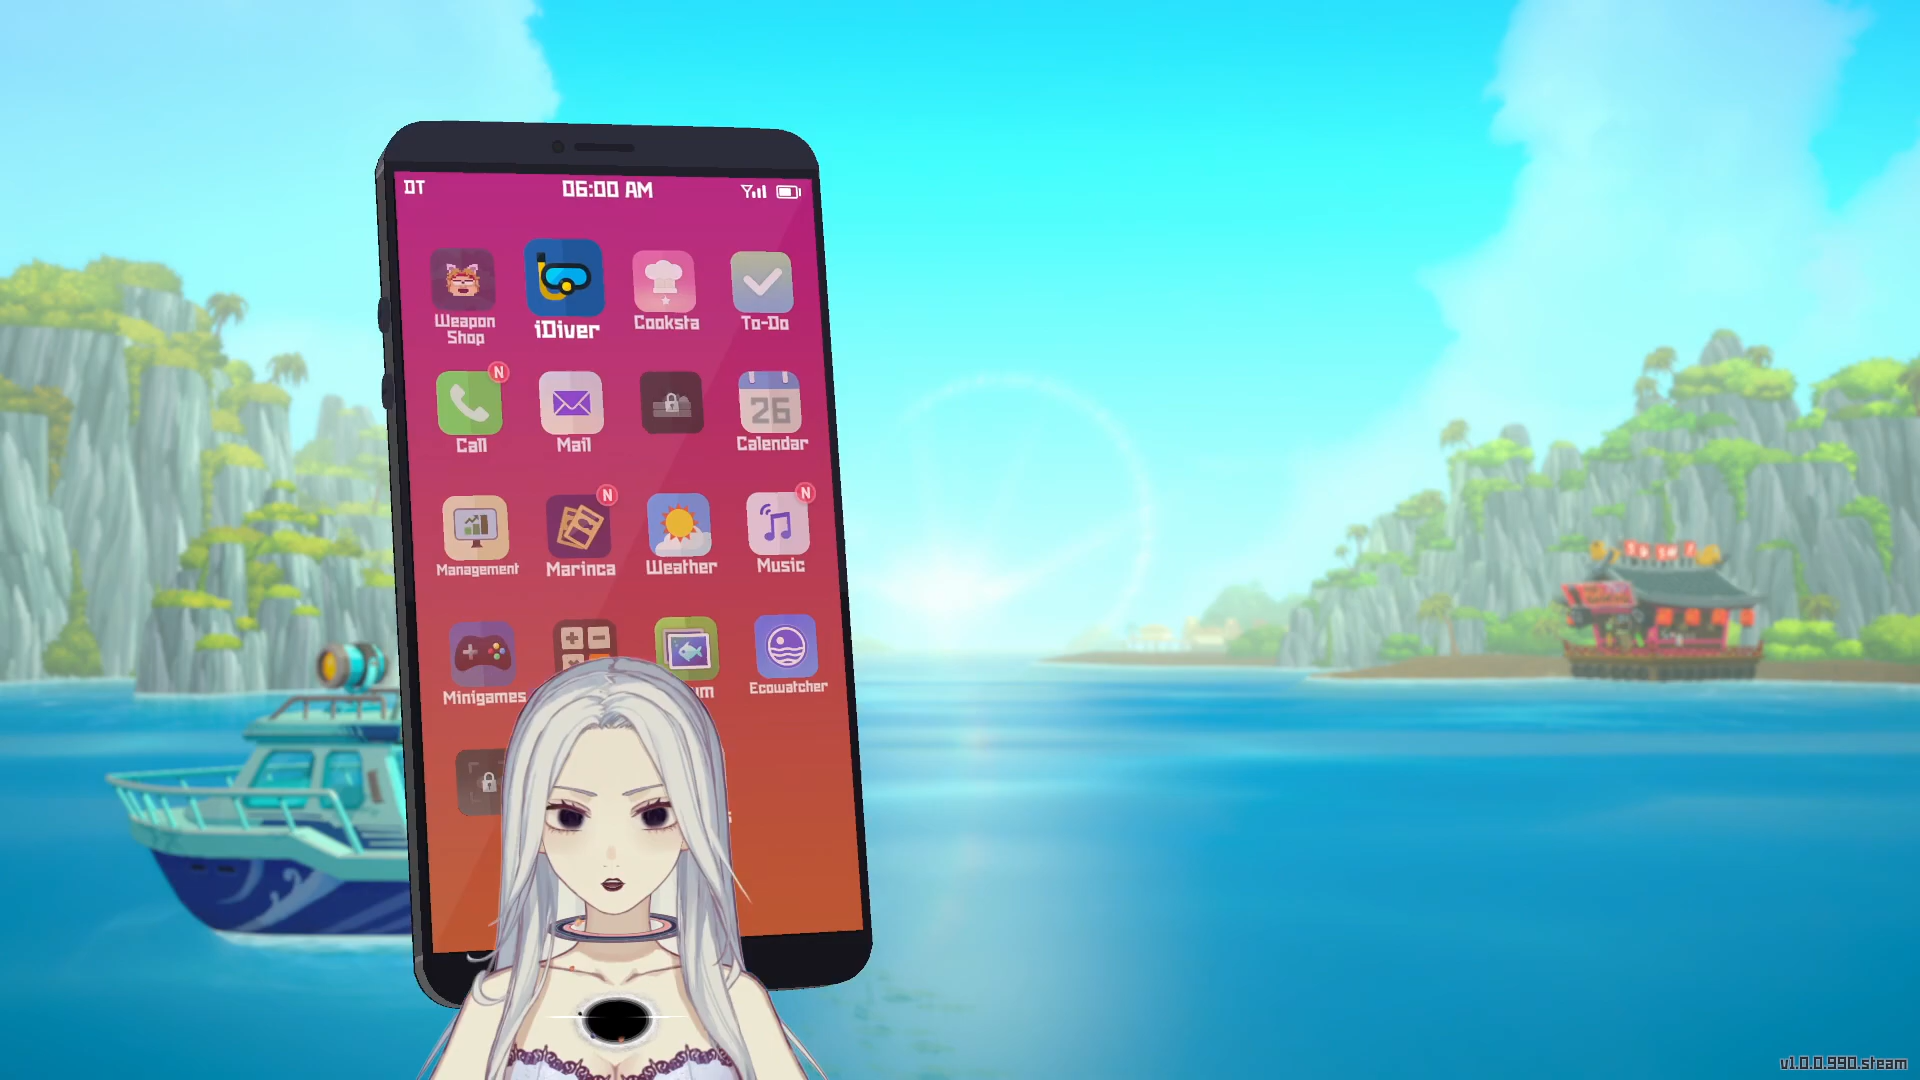 DT
06:00 AM
Weapon
Shop
iDiver
Cooksta
To-Do
N
Call
Mail
26
Calendar
N
N
Management
Marinca
Weather
Music
Minigames
Ecowatcher
v1.0.0.990.steam